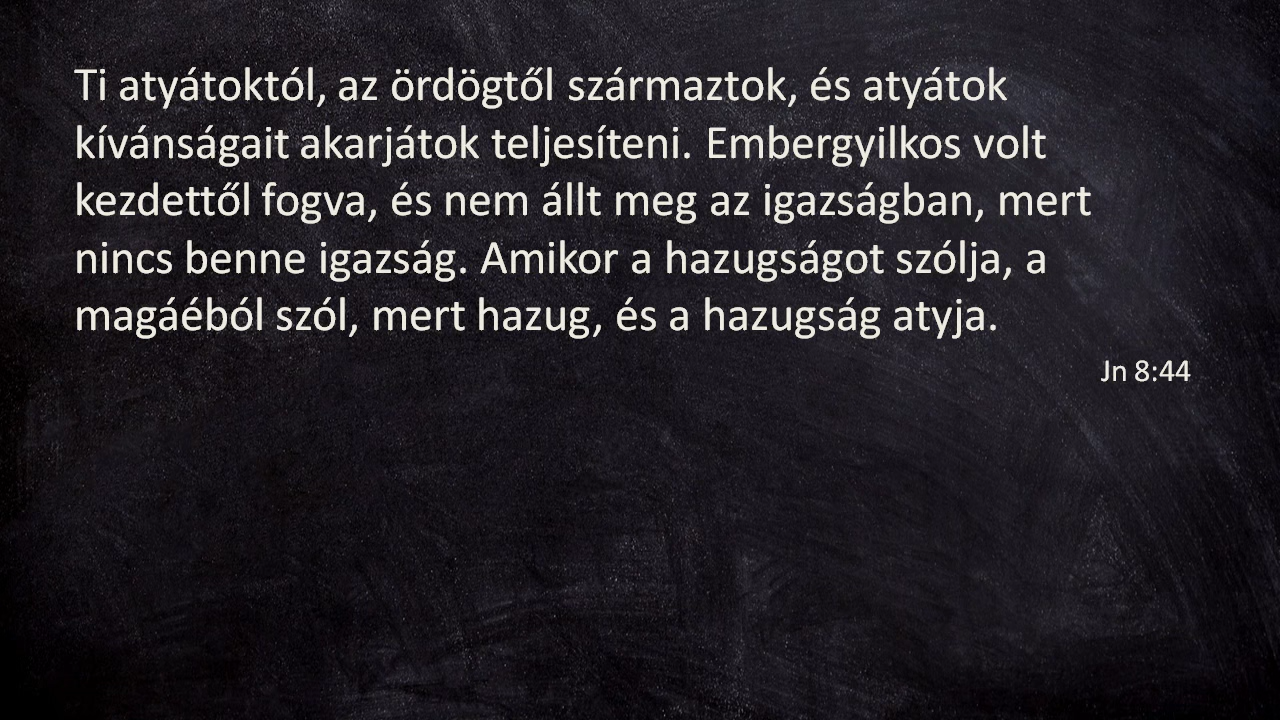 Ti atyátoktól, az ördögtől származtok, és atyátok
kívánságait akarjátok teljesíteni. Embergyilkos volt
kezdettől fogva, és nem állt meg az igazságban, mert
nincs benne igazság. Amikor a hazugságot szólja, a
magáéból szól, mert hazug, és a hazugság atyja.
Jn 8:44